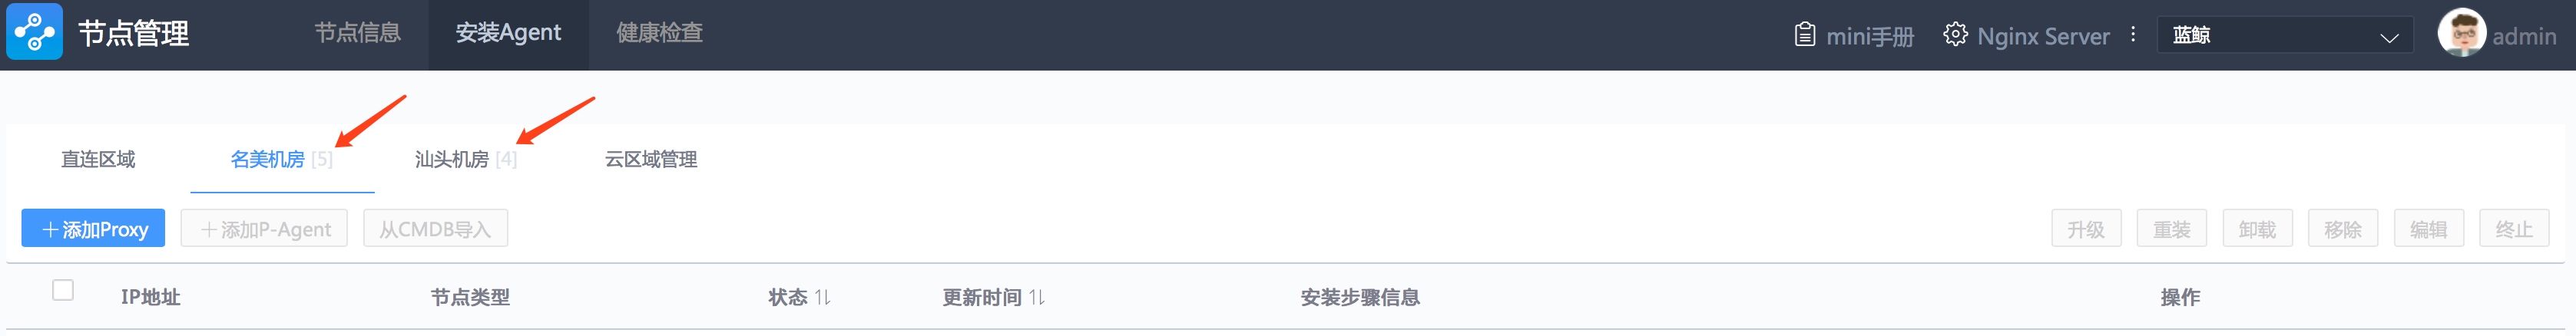 节点管理 节点信息 安装Agent 健康检查 mini手册 Nginx Server 蓝鲸 admin
直连区域 名美机房 [5] 汕头机房 [4] 云区域管理
+添加Proxy +添加P-Agent 从CMDB导入 升级 重装 卸载 移除 编辑 终止
IP地址 节点类型 状态 更新时间 安装步骤信息 操作